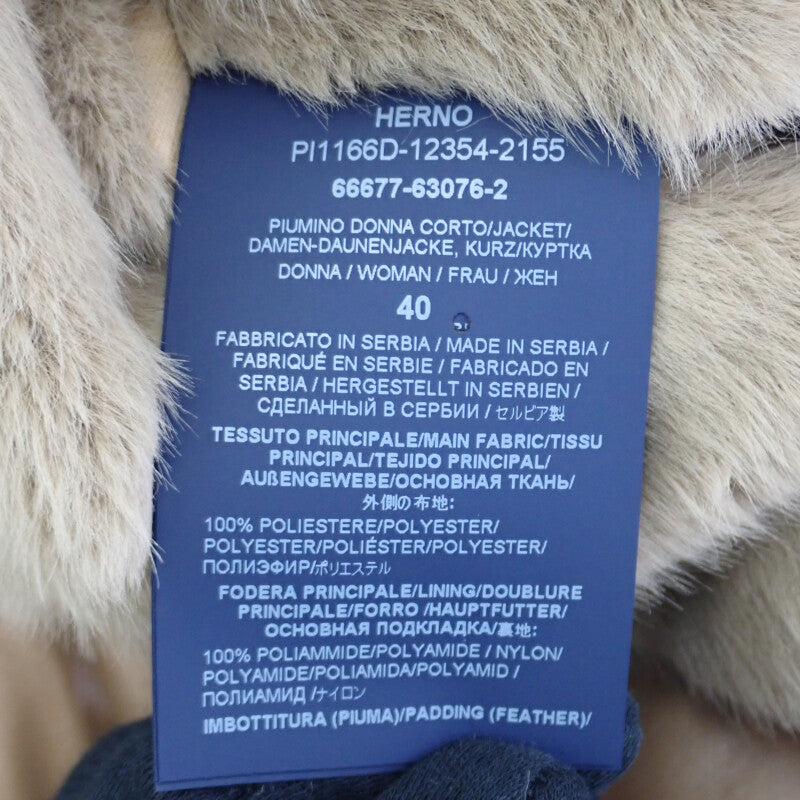 HERNO
PI1166D-12354-2155
66677-63076-2
PIUMINO DONNA CORTO/JACKET/
DAMEN-DAUNENJACKE, KURZ/КУРТКА
DONNA / WOMAN / FRAU / ЖЕН
40
FABBRICATO IN SERBIA / MADE IN SERBIA /
FABRIQUÉ EN SERBIE / FABRICADO EN
SERBIA / HERGESTELLT IN SERBIEN /
СДЕЛАННЫЙ В СЕРБИИ / セルビア製
TESSUTO PRINCIPALE/MAIN FABRIC/TISSU
PRINCIPAL/TEJIDO PRINCIPAL/
AUßENGEWEBE/ОСНОВНАЯ ТКАНЬ/
外側の布地:
100% POLIESTERE/POLYESTER/
POLYESTER/POLIÉSTER/POLYESTER/
ПОЛИЭФИР/ポリエステル
FODERA PRINCIPALE/LINING/DOUBLURE
PRINCIPALE/FORRO /HAUPTFUTTER/
ОСНОВНАЯ ПОДКЛАДКА/裏地:
100% POLIAMMIDE/POLYAMIDE / NYLON/
POLYAMIDE/POLIAMIDA/POLYAMID /
ПОЛИАМИД /ナイロン
IMBOTTITURA (PIUMA)/PADDING (FEATHER)/